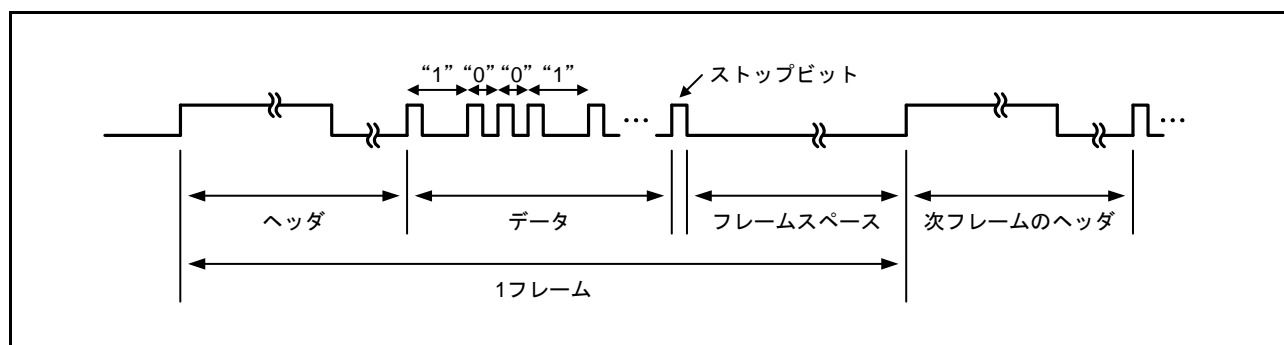 “1” “0” “0” “1”
ストップビット
…
…
ヘッダ
データ
フレームスペース
次フレームのヘッダ
1フレーム